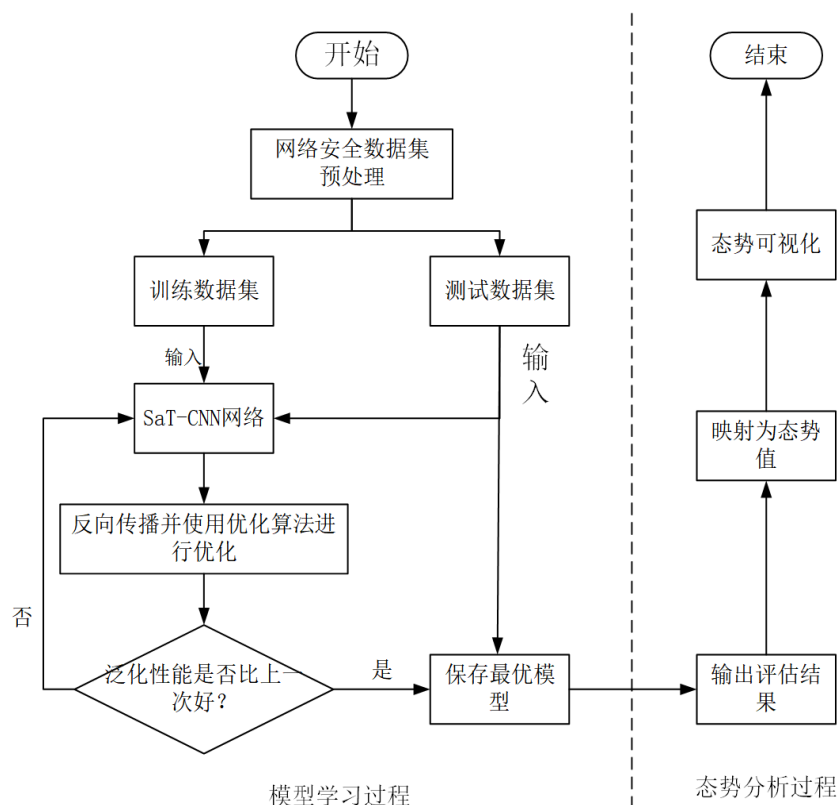 开始
结束
网络安全数据集
预处理
态势可视化
训练数据集
测试数据集
输入
输
入
SaT-CNN网络
映射为态势
值
反向传播并使用优化算法进
行优化
否
泛化性能是否比上一
次好？
是
保存最优模
型
输出评估结
果
模型学习过程
态势分析过程